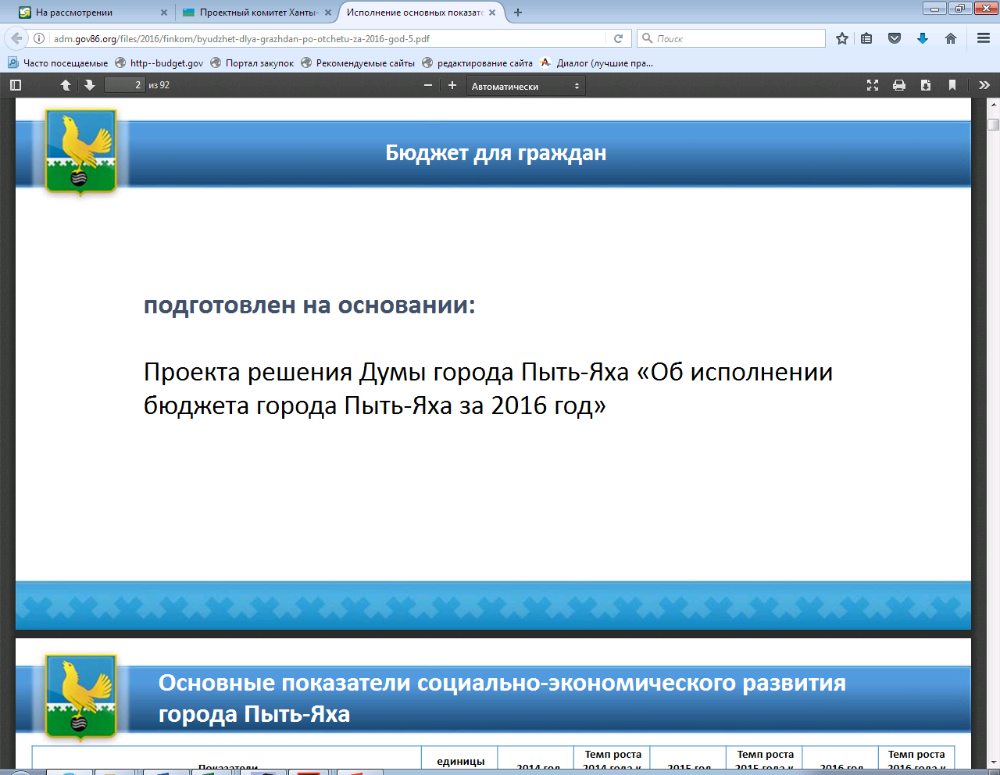 На рассмотрении
Проектный комитет Ханты-
Исполнение основных показате
adm.gov86.org/files/2016/finkom/byudzhet-dlya-grazhdan-po-otchetu-za-2016-god-5.pdf
Поиск
Часто посещаемые
http--budget.gov
Портал закупок
Рекомендуемые сайты
редактирование сайта
Диалог (лучшие пра...
2 из 92
Автоматически
Бюджет для граждан
подготовлен на основании:
Проекта решения Думы города Пыть-Яха «Об исполнении
бюджета города Пыть-Яха за 2016 год»
Основные показатели социально-экономического развития
города Пыть-Яха
Показатели
единицы
2014 год
Темп роста
2014 года к
2015 год
Темп роста
2015 года к
2016 год
Темп роста
2016 года к